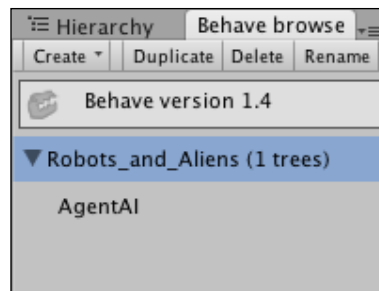 Hierarchy Behave browse
Create Duplicate Delete Rename
Behave version 1.4
Robots_and_Aliens (1 trees)
AgentAI